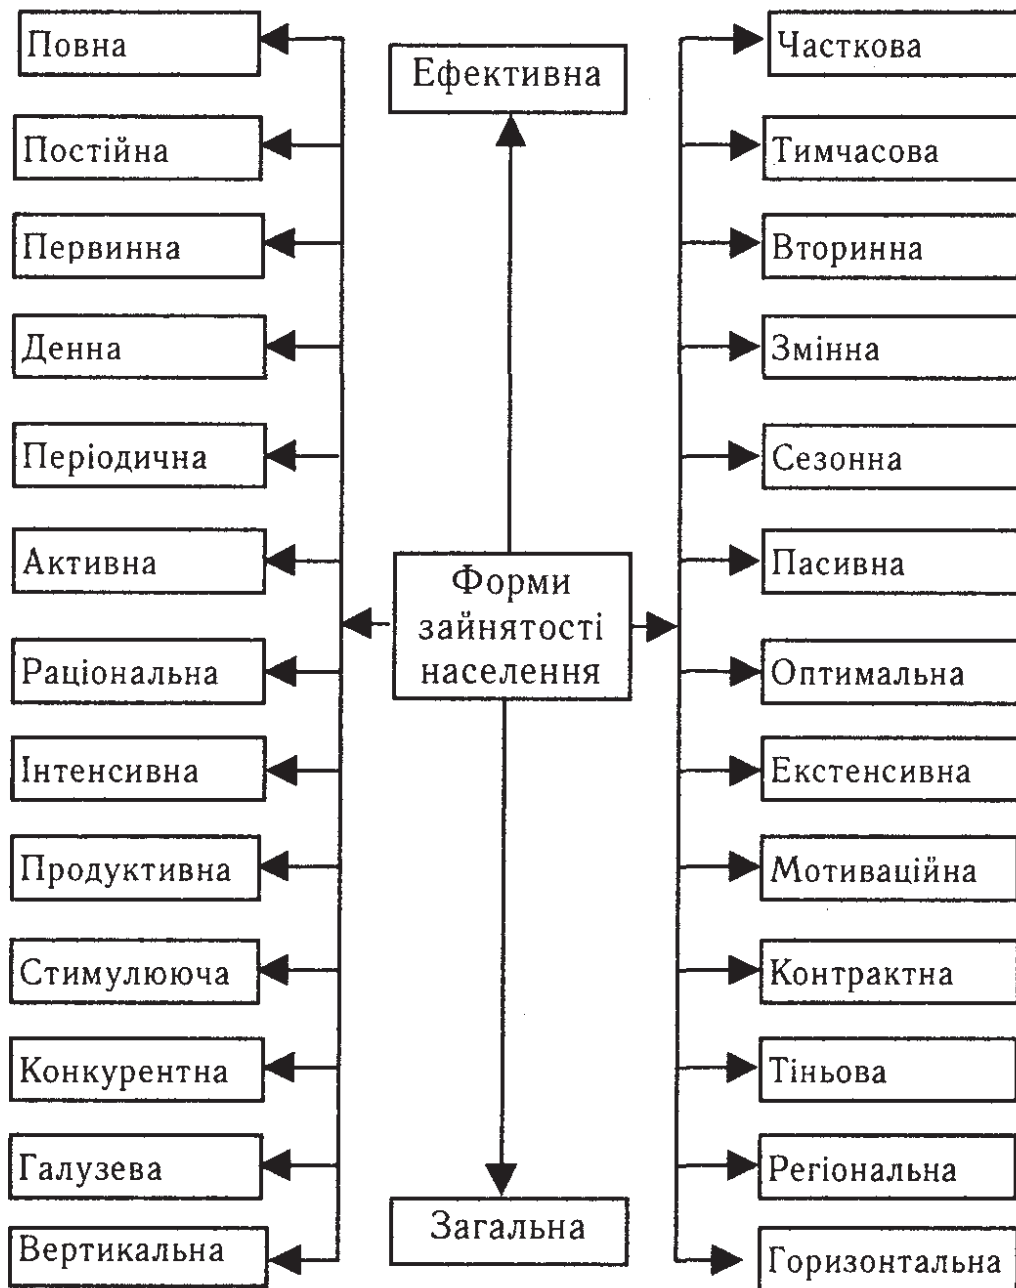 Повна
Ефективна
Часткова
Постійна
Тимчасова
Первинна
Вторинна
Денна
Змінна
Періодична
Сезонна
Активна
Форми
зайнятості
населення
Пасивна
Раціональна
Оптимальна
Інтенсивна
Екстенсивна
Продуктивна
Мотиваційна
Стимулююча
Контрактна
Конкурентна
Тіньова
Галузева
Регіональна
Загальна
Вертикальна
Горизонтальна